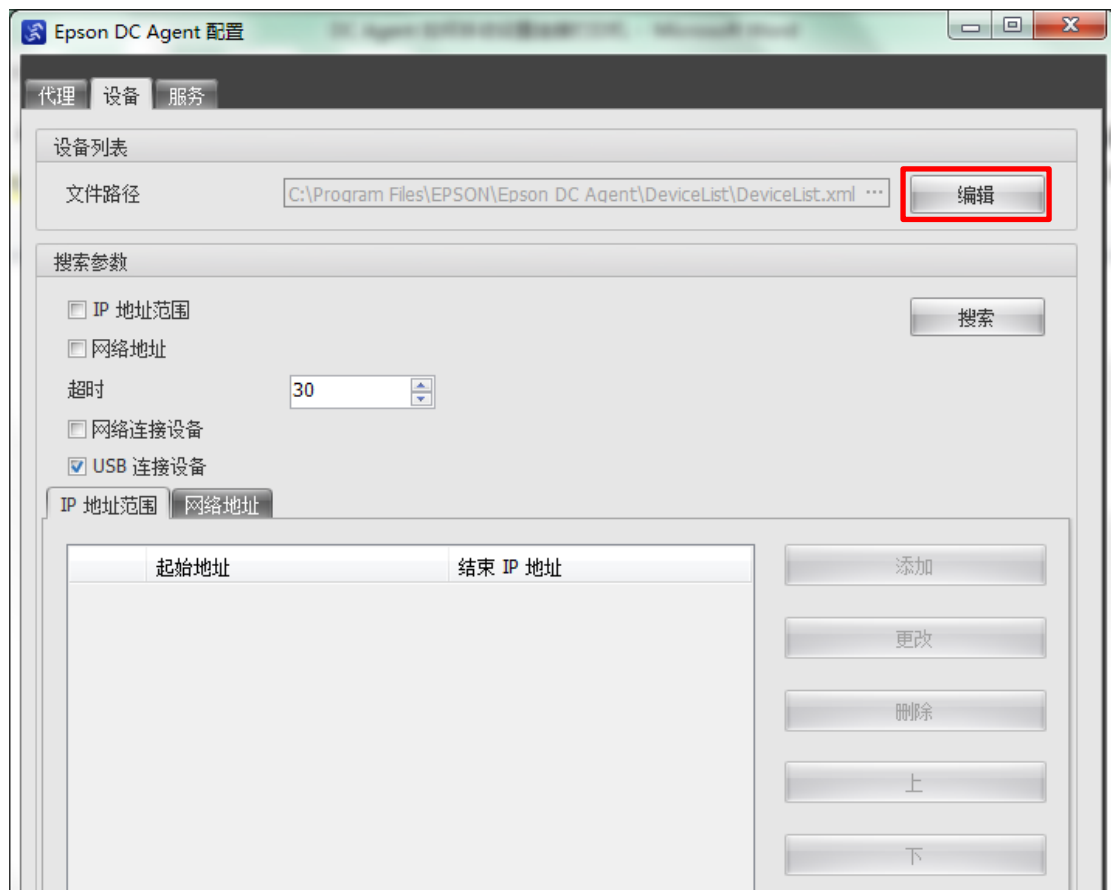 Epson DC Agent 配置
代理 设备 服务
设备列表
文件路径 C:\Program Files\EPSON\Epson DC Agent\DeviceList\DeviceList.xml ... 编辑
搜索参数
IP 地址范围 搜索
网络地址
超时 30
网络连接设备
USB 连接设备
IP 地址范围 网络地址
起始地址 结束 IP 地址 添加
更改
删除
上
下